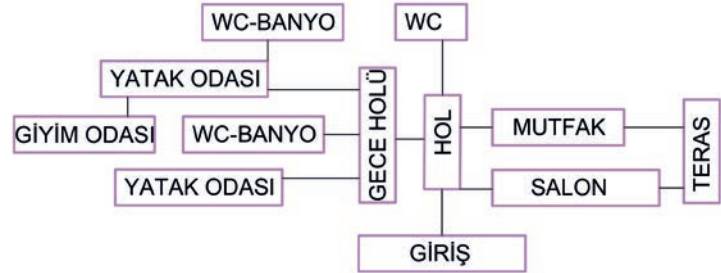 WC-BANYO
WC
YATAK ODASI
GİYİM ODASI
WC-BANYO
YATAK ODASI
GECE HOLÜ
HOL
MUTFAK
SALON
TERAS
GİRİŞ